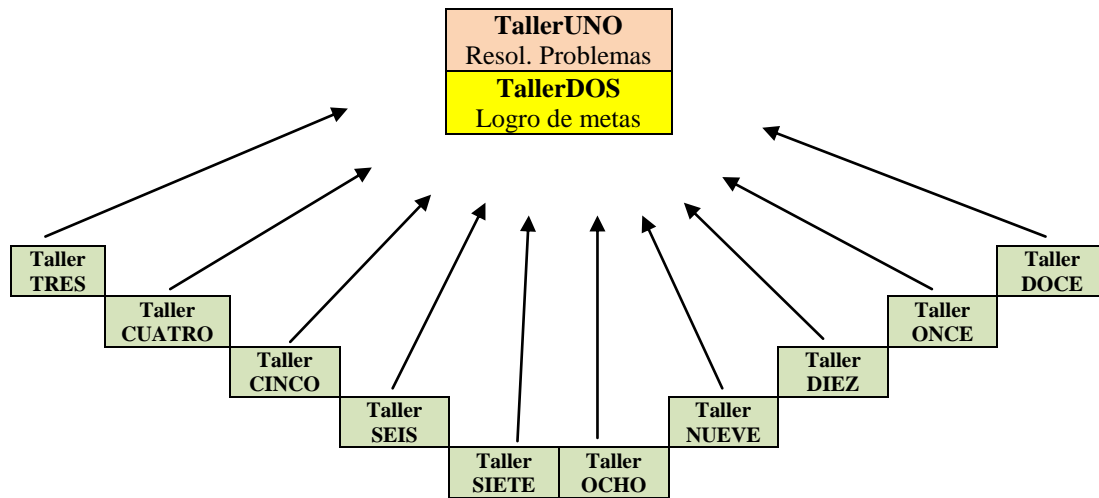 TallerUNO
Resol. Problemas
TallerDOS
Logro de metas
Taller
TRES
Taller
CUATRO
Taller
CINCO
Taller
SEIS
Taller
SIETE
Taller
OCHO
Taller
NUEVE
Taller
DIEZ
Taller
ONCE
Taller
DOCE